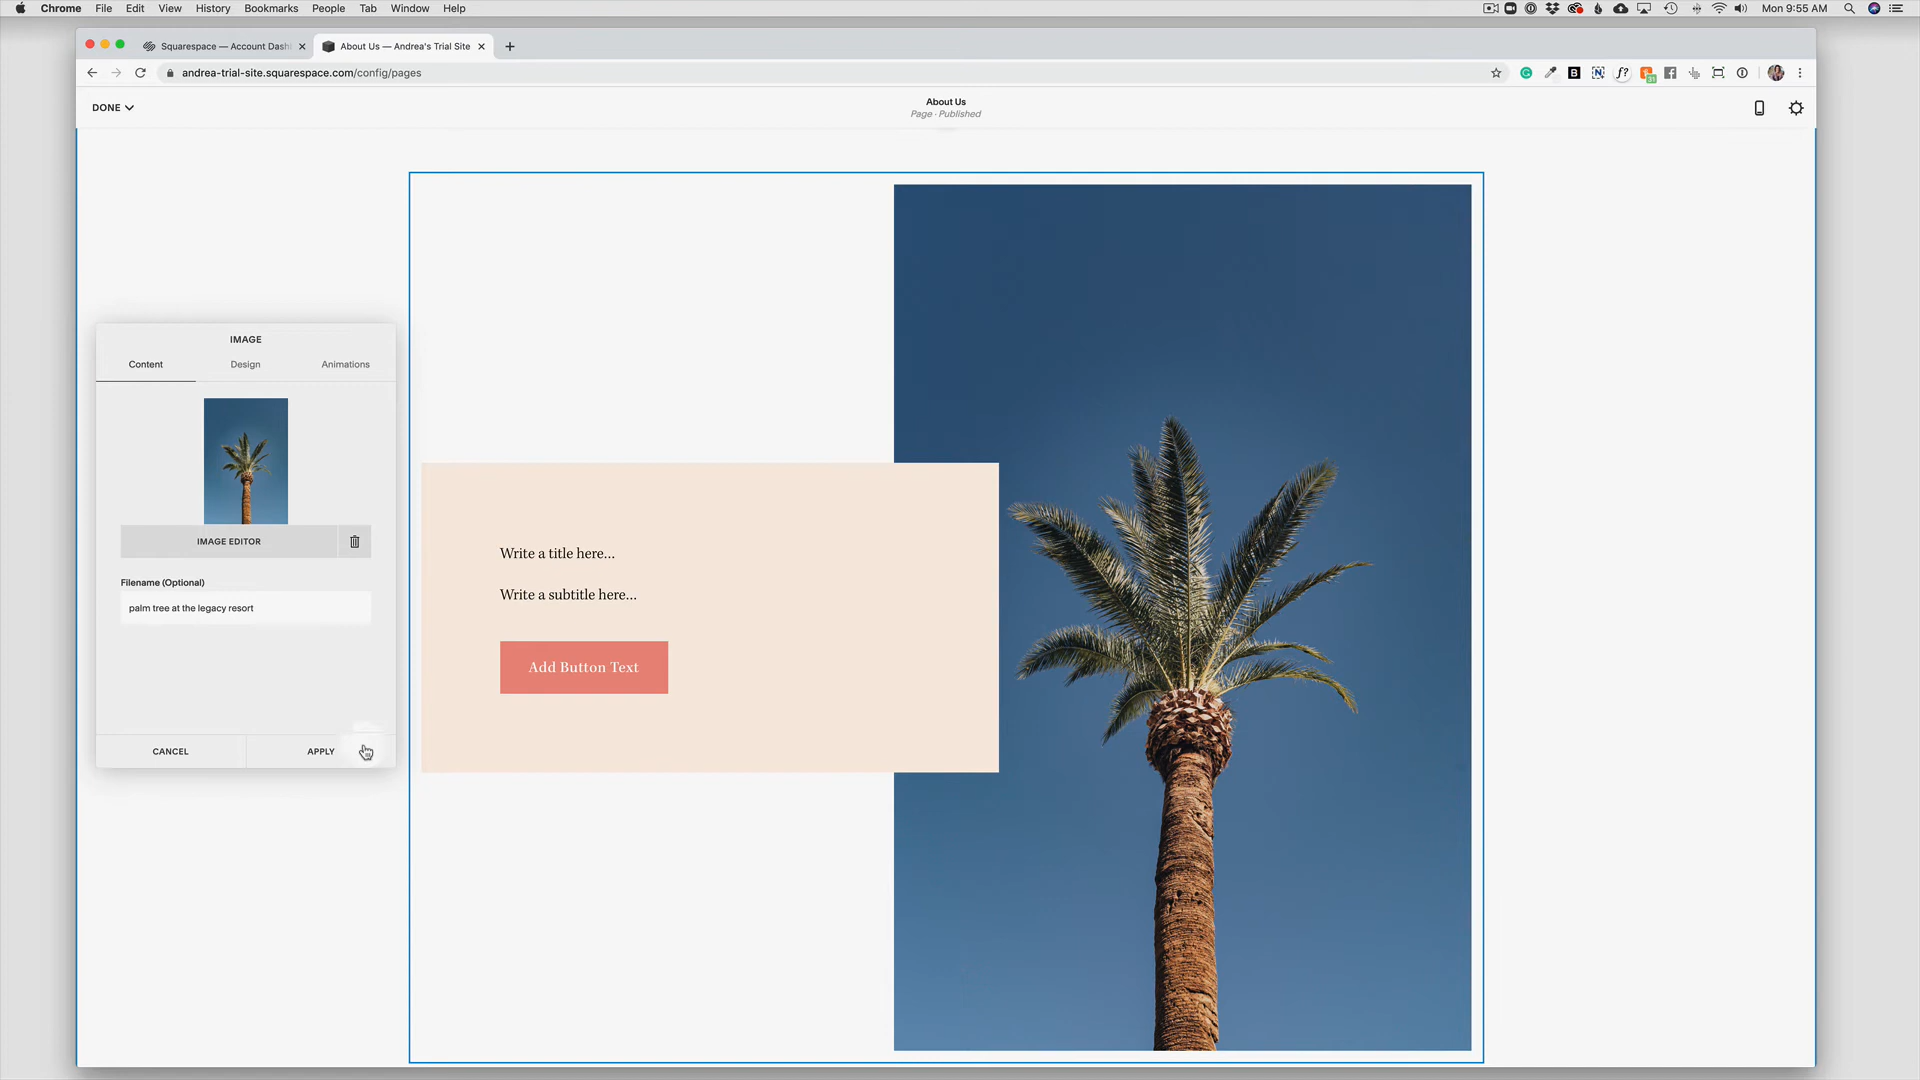 Chrome File Edit View History Bookmarks People Tab Window Help
Mon 9:55 AM
Squarespace — Account Dash
About Us — Andrea's Trial Site
andrea-trial-site.squarespace.com/config/pages
DONE
About Us
Page · Published
IMAGE
Content Design Animations
IMAGE EDITOR
Filename (Optional)
palm tree at the legacy resort
CANCEL APPLY
Write a title here...
Write a subtitle here...
Add Button Text